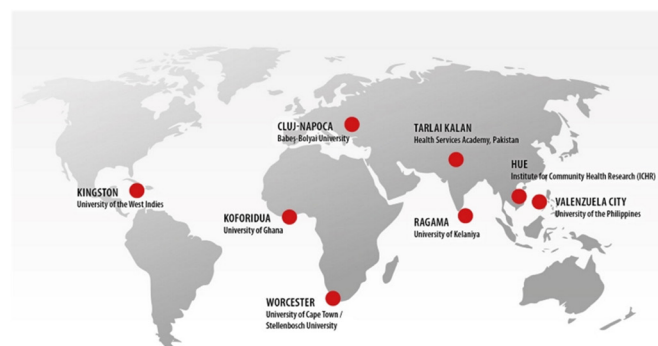 CLUJ-NAPOCA
Babeș-Bolyai University
TARLAI KALAN
Health Services Academy, Pakistan
HUE
Institute for Community Health Research (ICHR)
KINGSTON
University of the West Indies
VALENZUELA CITY
University of the Philippines
KOFORIDUA
University of Ghana
RAGAMA
University of Kelaniya
WORCESTER
University of Cape Town /
Stellenbosch University